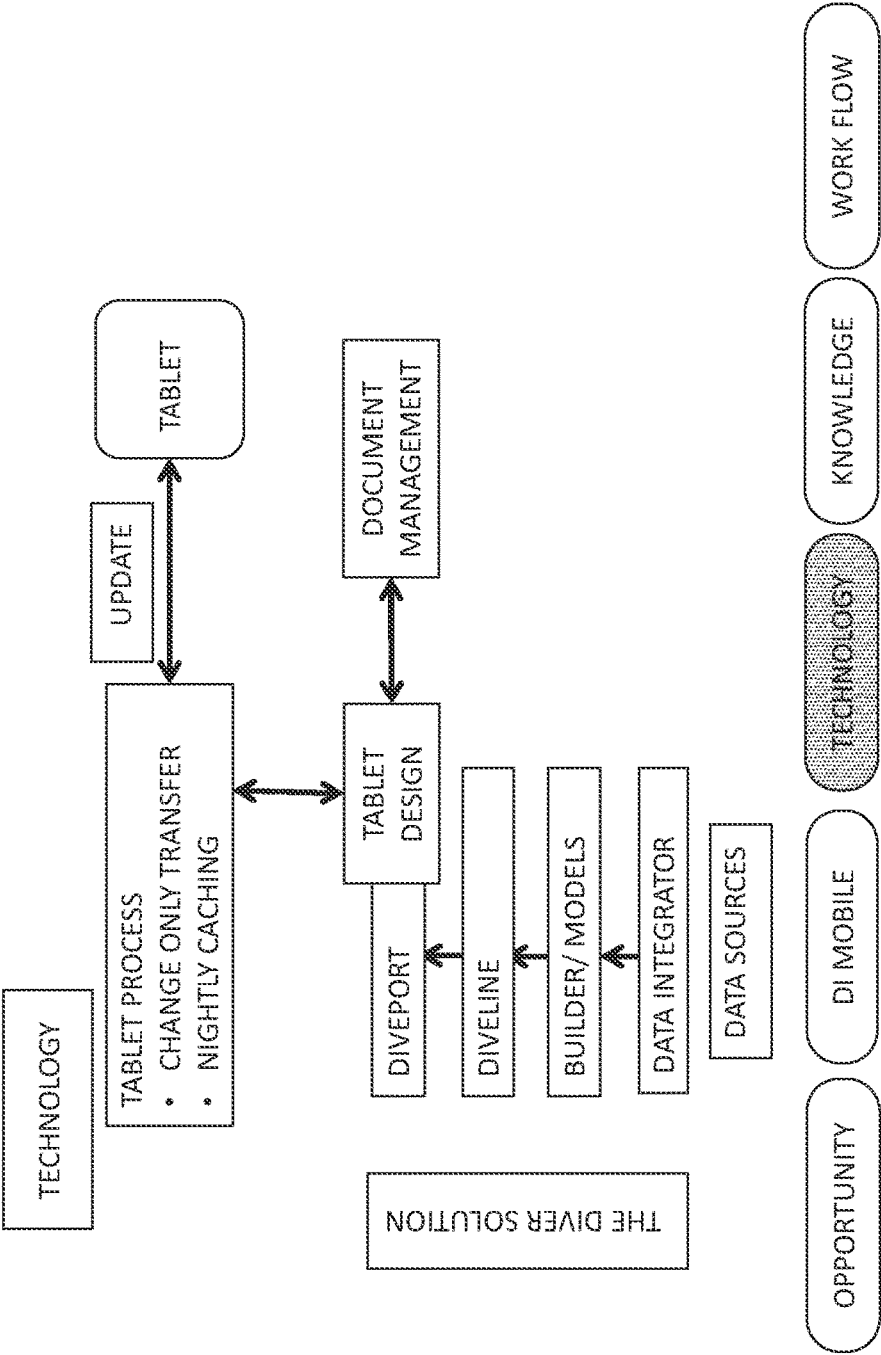 TECHNOLOGY
TABLET PROCESS
• CHANGE ONLY TRANSFER
• NIGHTLY CACHING
UPDATE
TABLET
THE DIVER SOLUTION
DIVEPORT
TABLET
DESIGN
DOCUMENT
MANAGEMENT
DIVELINE
BUILDER/ MODELS
DATA INTEGRATOR
DATA SOURCES
OPPORTUNITY
DI MOBILE
TECHNOLOGY
KNOWLEDGE
WORK FLOW